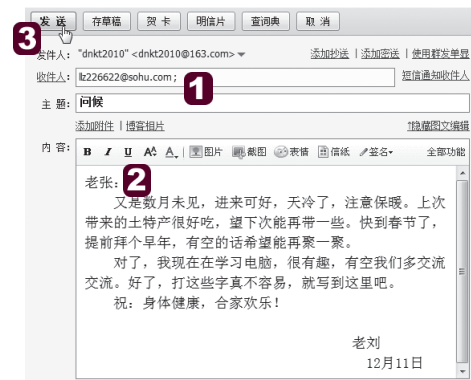 发 送 存草稿 贺 卡 明信片 查词典 取 消
3
发件人： "dnkt2010" <dnkt2010@163.com> 添加抄送 | 添加密送 | 使用群发单显
收件人： llz226622@sohu.com; 1 短信通知收件人
主 题： 问候
添加附件 | 博客相片 ?隐藏图文编辑
内 容： B I U A A 图片 截图 表情 信纸 签名 全部功能
老张： 2
又是数月未见，进来可好，天冷了，注意保暖。上次
带来的土特产很好吃，望下次能再带一些。快到春节了，
提前拜个早年，有空的话希望能再聚一聚。
对了，我现在在学习电脑，很有趣，有空我们多交流
交流。好了，打这些字真不容易，就写到这里吧。
祝：身体健康，合家欢乐！
老刘
12月11日